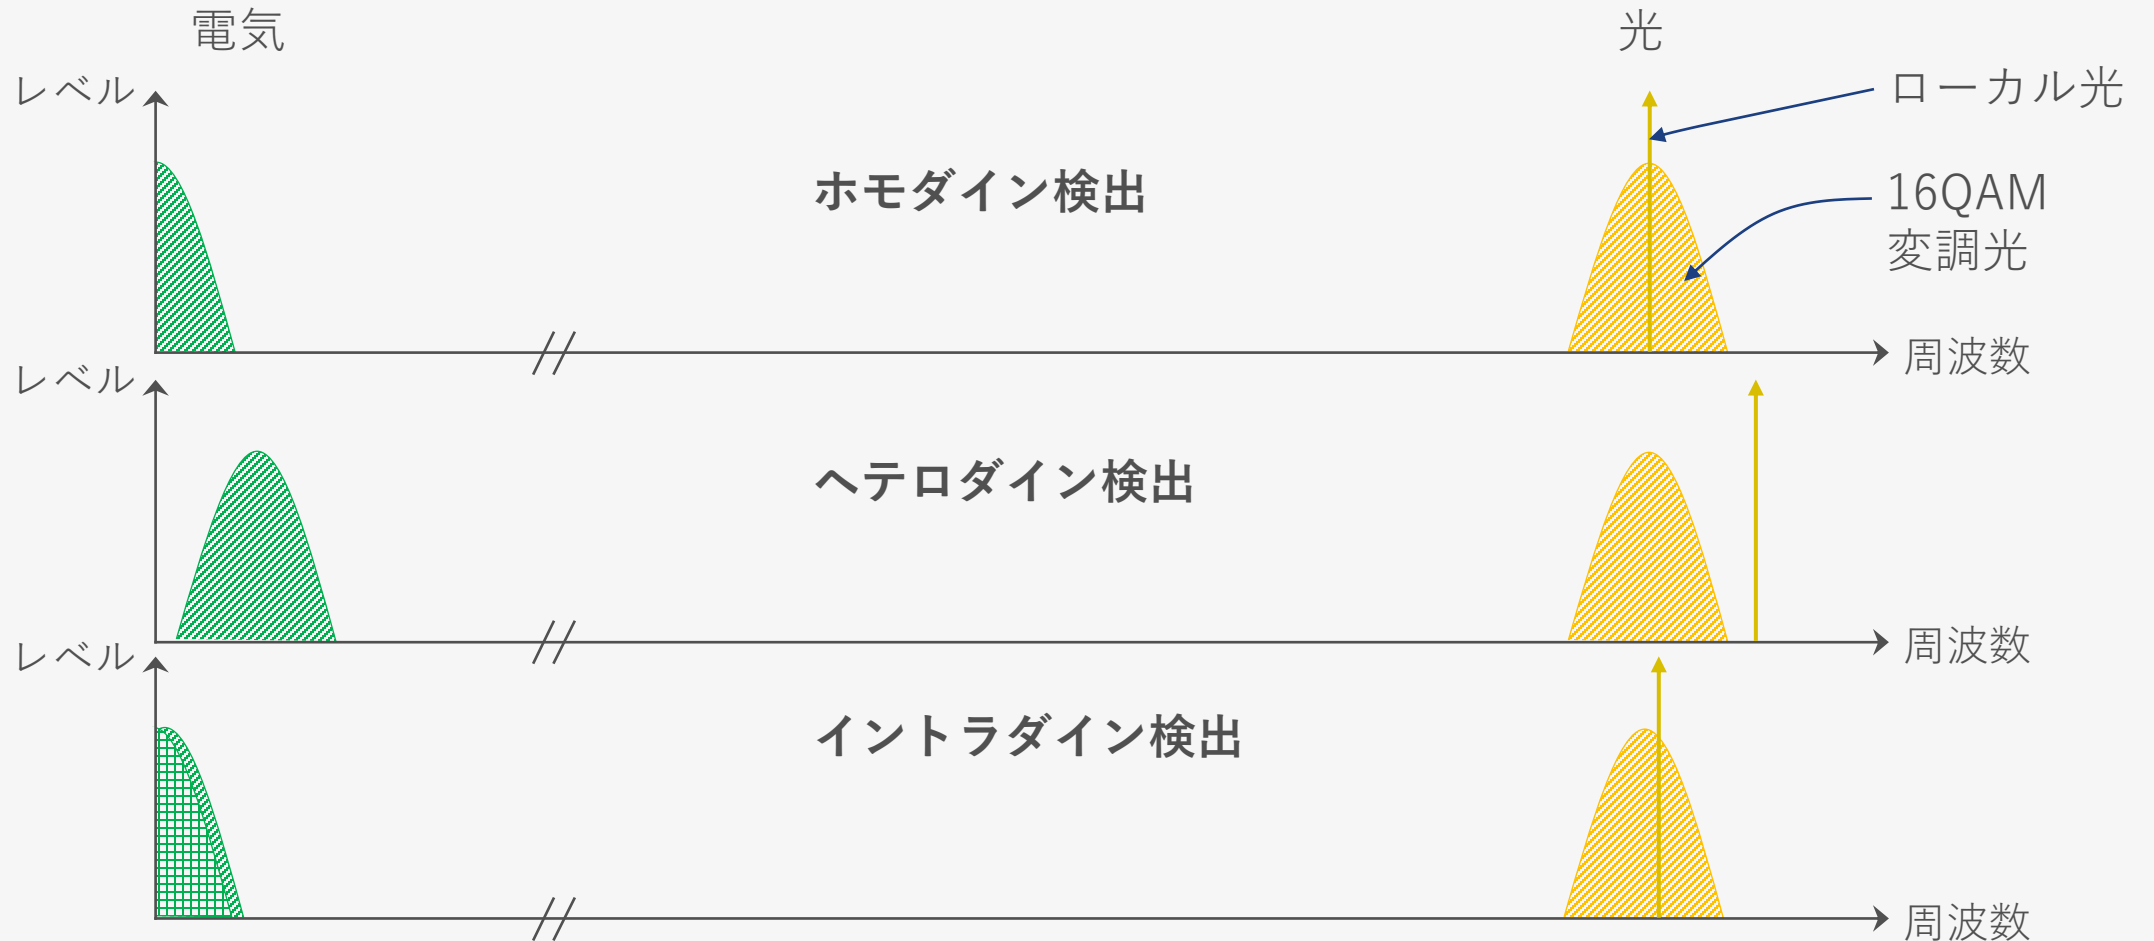 電気
光
レベル
ローカル光
ホモダイン検出
16QAM
変調光
周波数
レベル
ヘテロダイン検出
周波数
レベル
イントラダイン検出
周波数